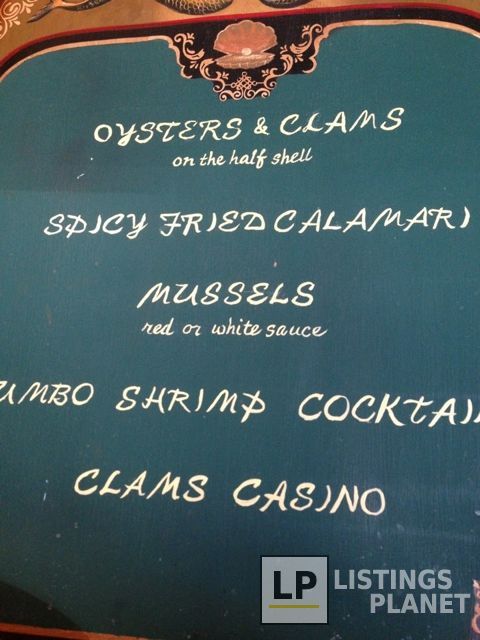 OYSTERS & CLAMS
on the half shell
SPICY FRIED CALAMARI
MUSSELS
red or white sauce
UMBO SHRIMP COCKTAI
CLAMS CASINO
LP LISTINGS
PLANET